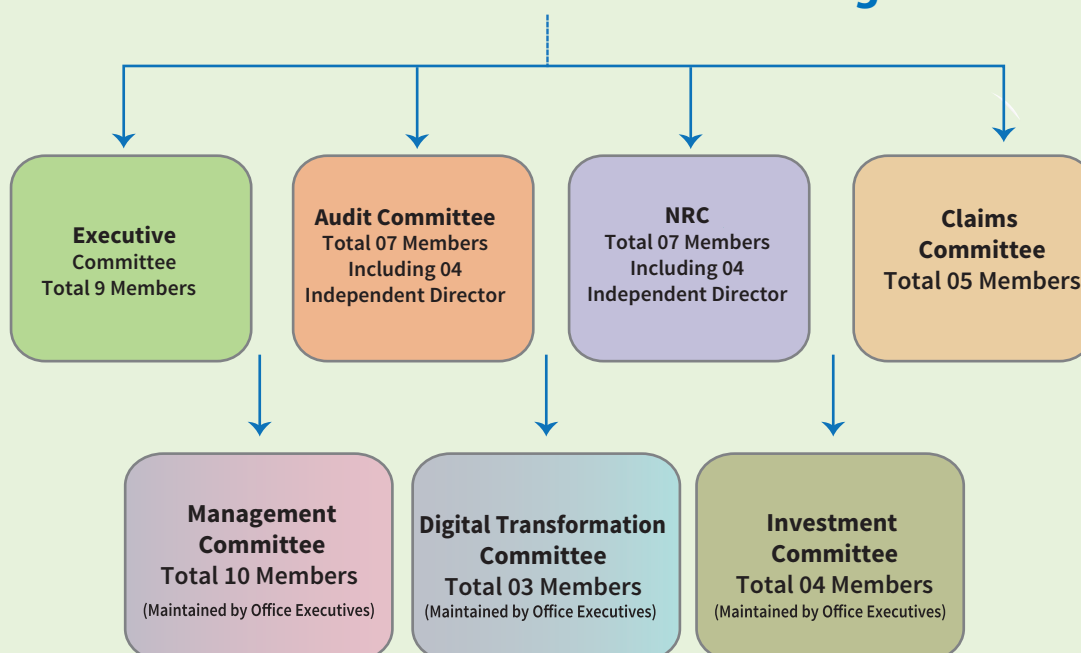 Executive
Committee
Total 9 Members
Audit Committee
Total 07 Members
Including 04
Independent Director
NRC
Total 07 Members
Including 04
Independent Director
Claims
Committee
Total 05 Members
Management
Committee
Total 10 Members
(Maintained by Office Executives)
Digital Transformation
Committee
Total 03 Members
(Maintained by Office Executives)
Investment
Committee
Total 04 Members
(Maintained by Office Executives)